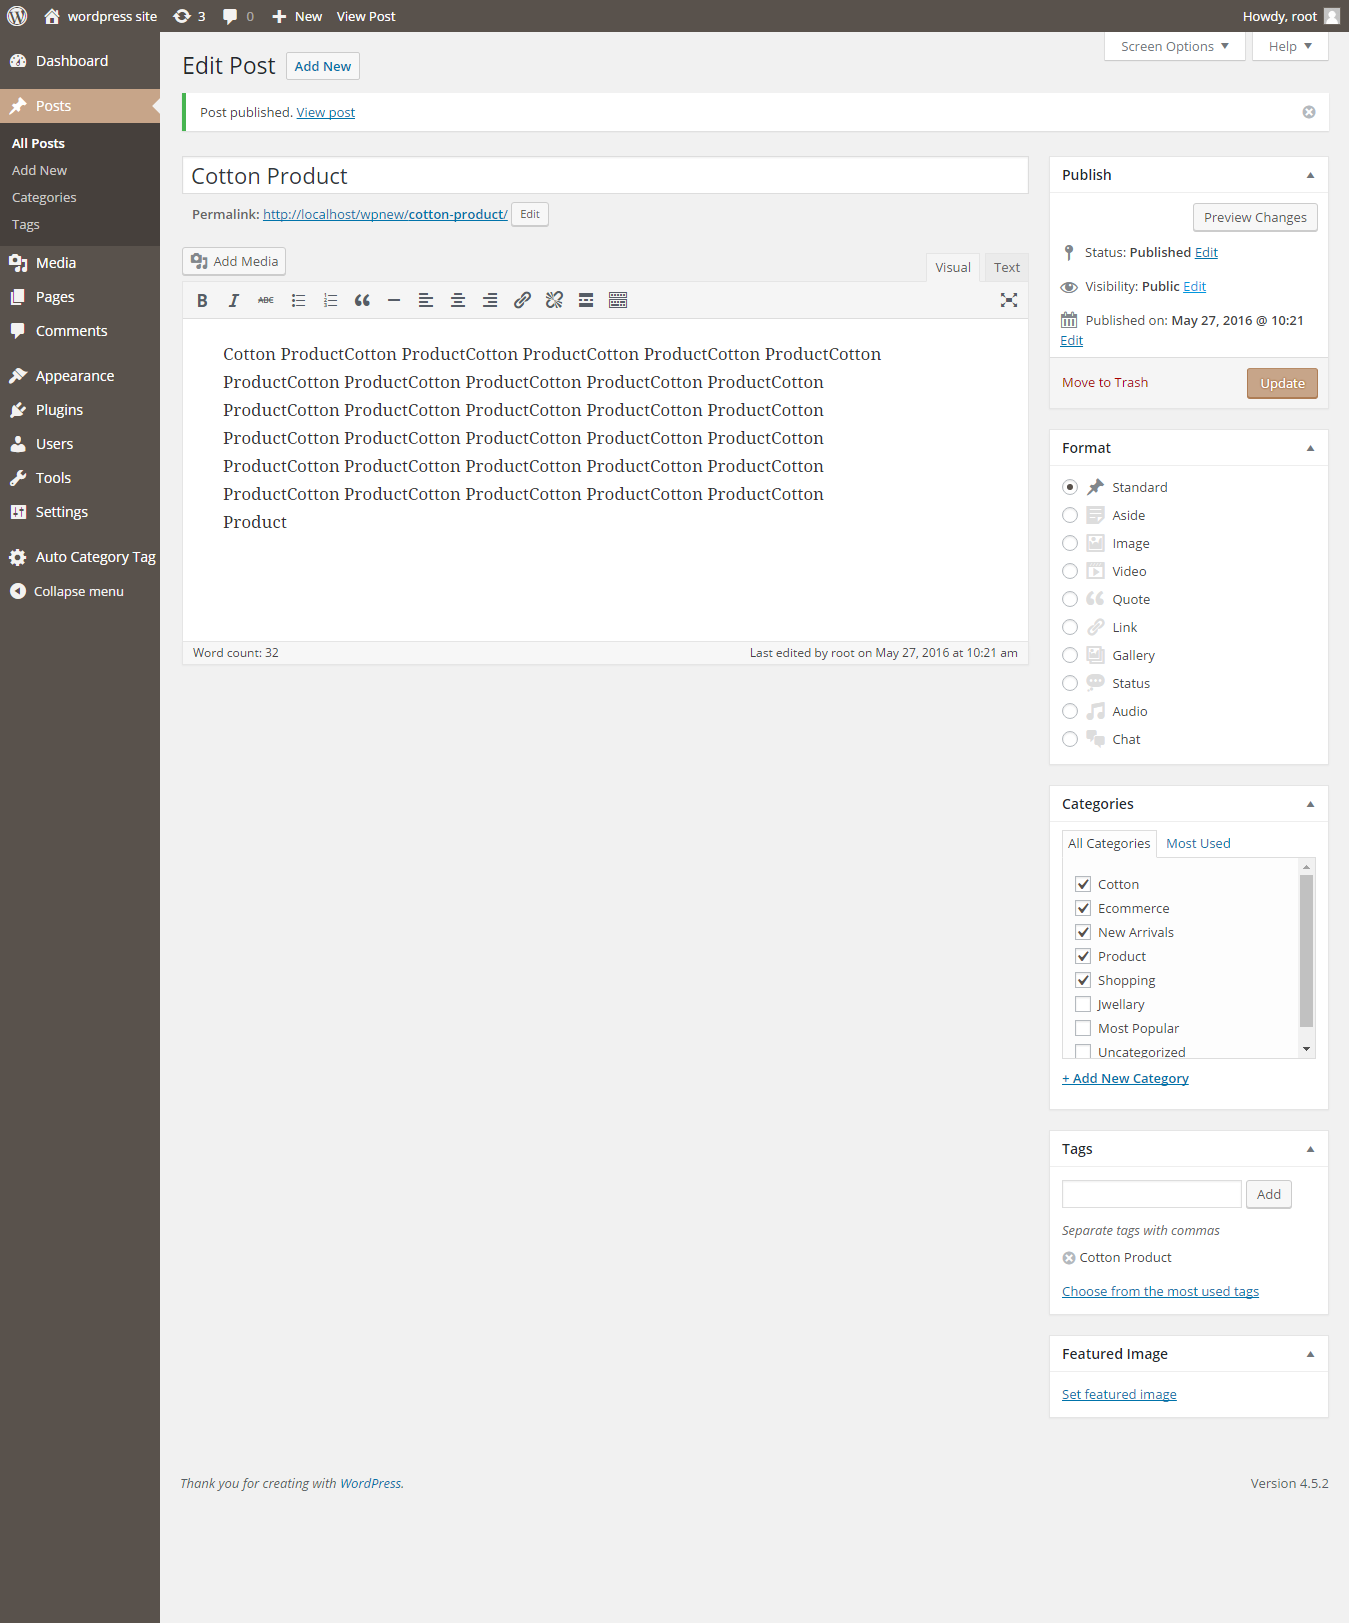 wordpress site 3 0 New View Post Howdy, root
Dashboard
Posts
All Posts
Add New
Categories
Tags
Media
Pages
Comments
Appearance
Plugins
Users
Tools
Settings
Auto Category Tag
Collapse menu
Screen Options Help
Edit Post Add New
Post published. View post
Cotton Product
Permalink: http://localhost/wpnew/cotton-product/ Edit
Add Media
Visual Text
B I ABC
Cotton ProductCotton ProductCotton ProductCotton ProductCotton ProductCotton
ProductCotton ProductCotton ProductCotton ProductCotton ProductCotton
ProductCotton ProductCotton ProductCotton ProductCotton ProductCotton
ProductCotton ProductCotton ProductCotton ProductCotton ProductCotton
ProductCotton ProductCotton ProductCotton ProductCotton ProductCotton
ProductCotton ProductCotton ProductCotton ProductCotton ProductCotton
Product
Word count: 32 Last edited by root on May 27, 2016 at 10:21 am
Publish
Preview Changes
Status: Published Edit
Visibility: Public Edit
Published on: May 27, 2016 @ 10:21
Edit
Move to Trash Update
Format
Standard
Aside
Image
Video
Quote
Link
Gallery
Status
Audio
Chat
Categories
All Categories Most Used
Cotton
Ecommerce
New Arrivals
Product
Shopping
Jwellary
Most Popular
Uncategorized
+ Add New Category
Tags
Add
Separate tags with commas
Cotton Product
Choose from the most used tags
Featured Image
Set featured image
Thank you for creating with WordPress. Version 4.5.2